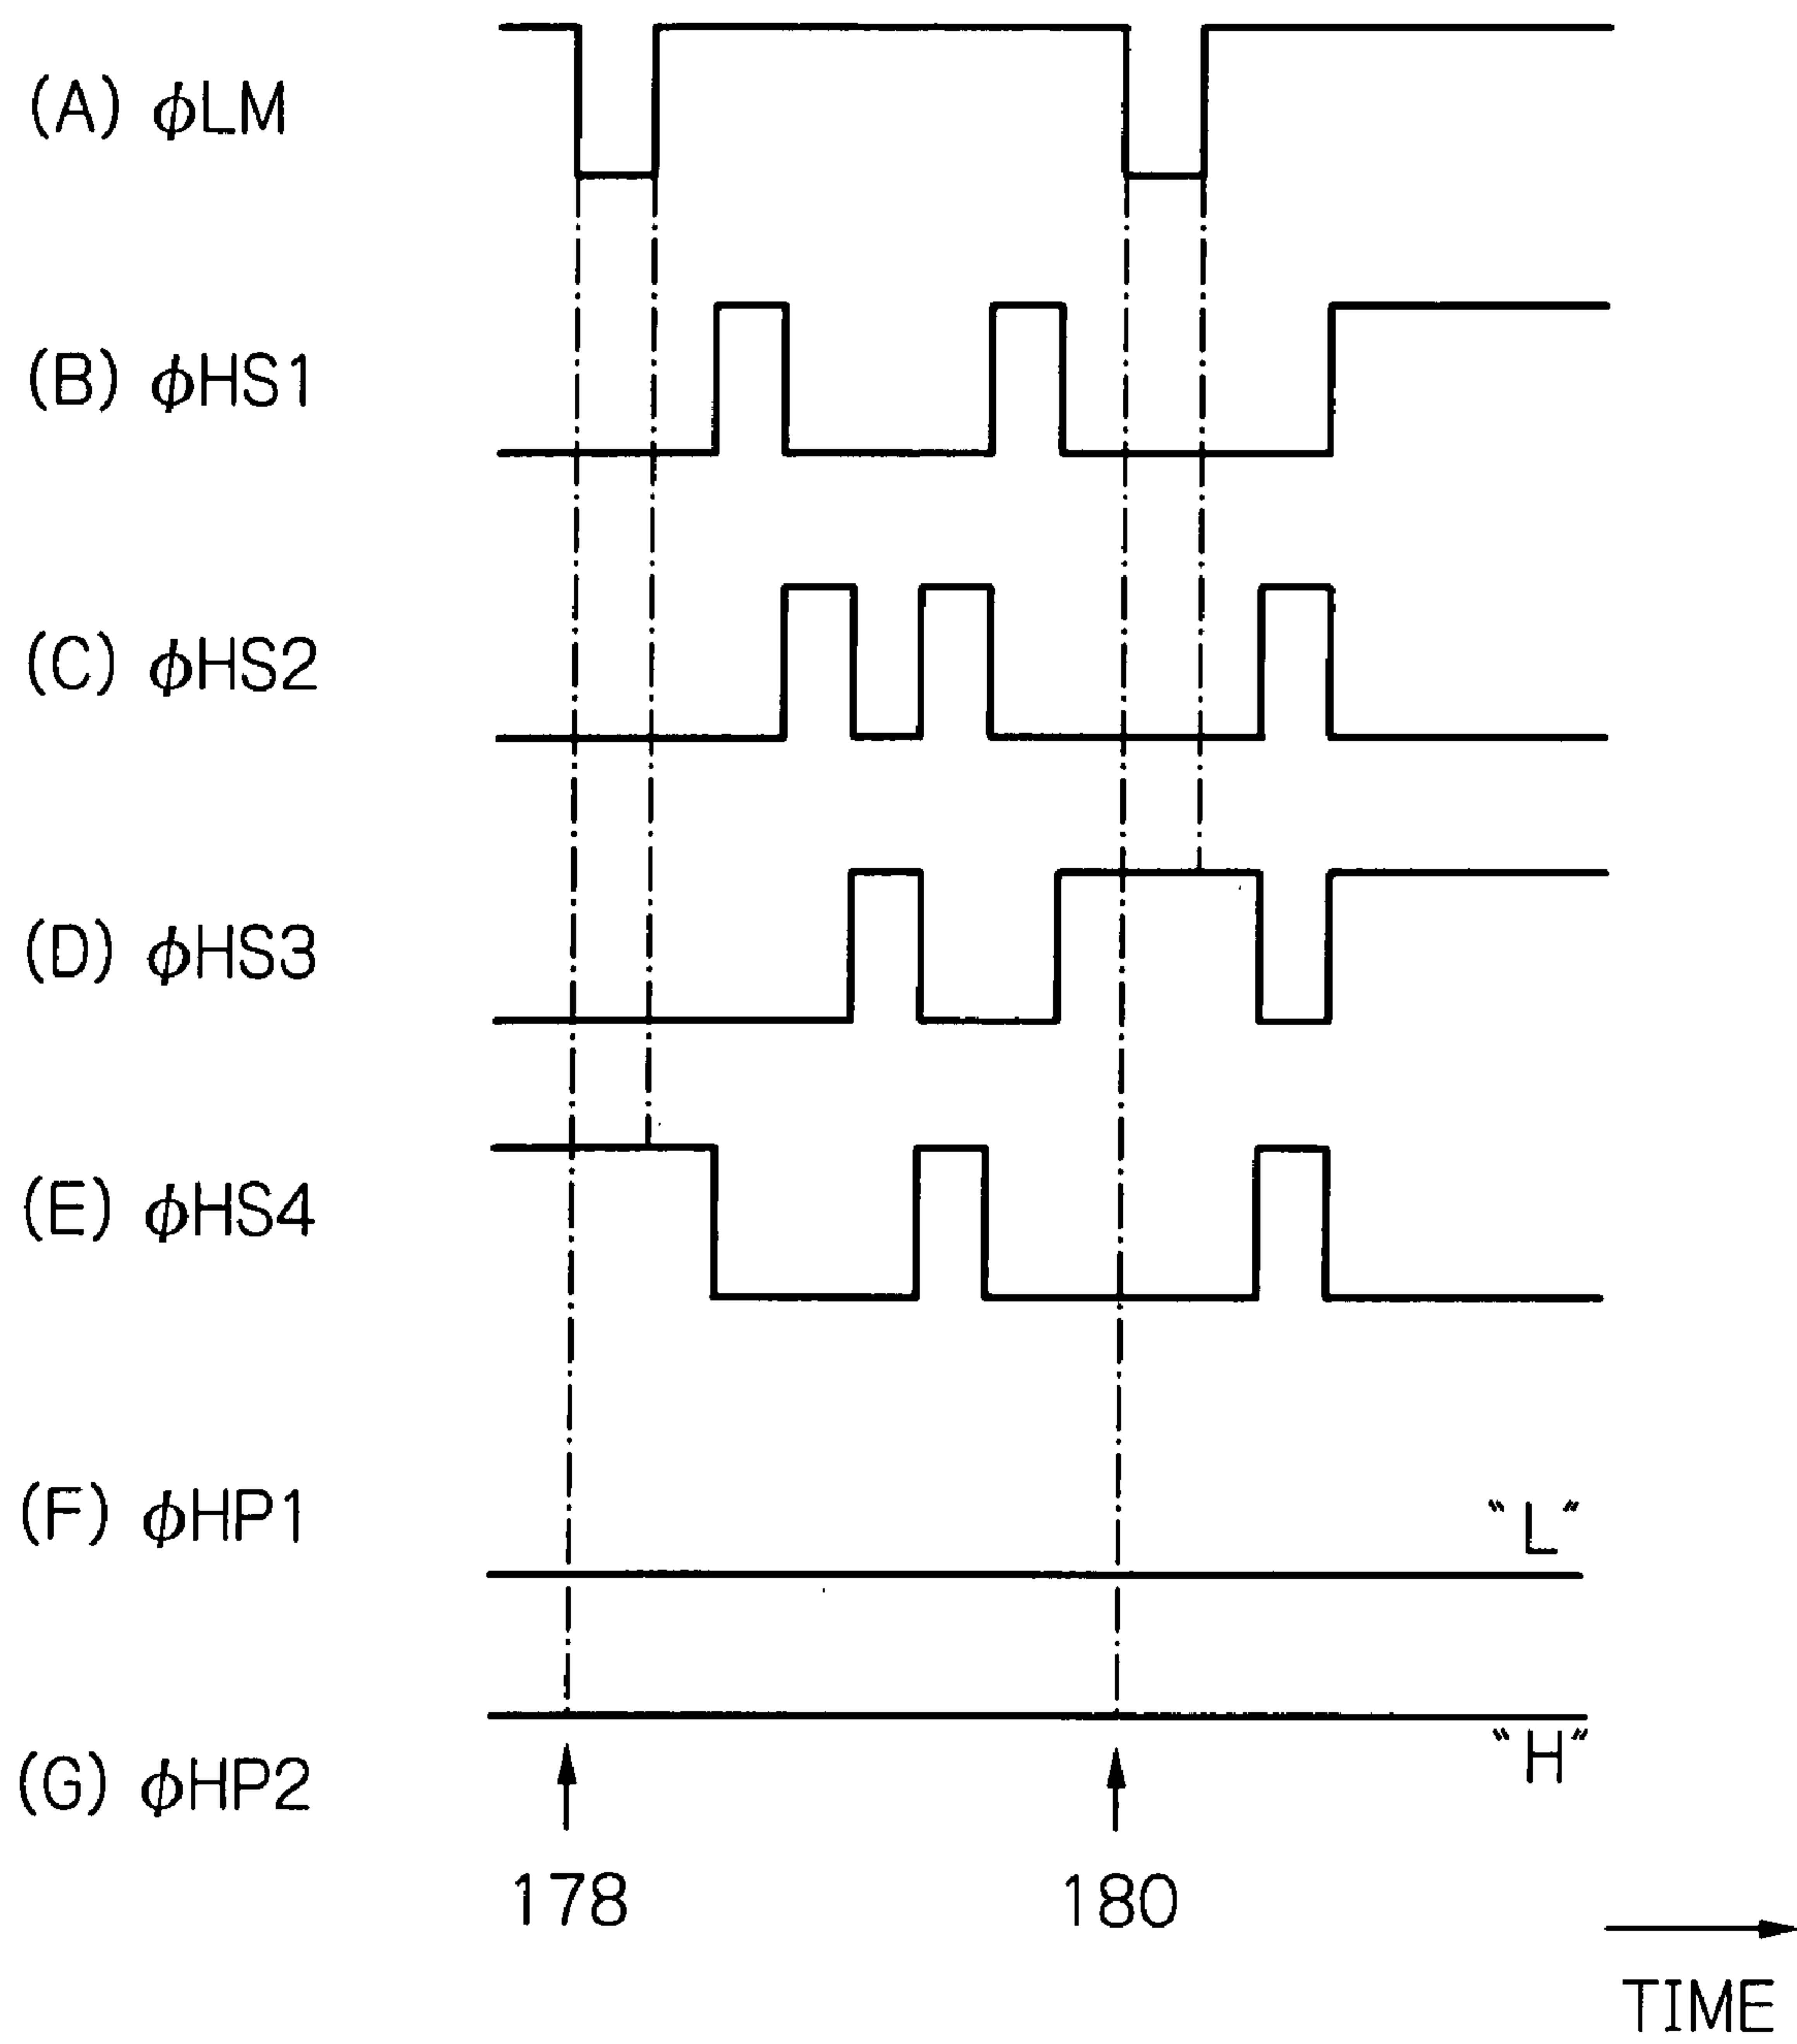 (A) ϕLM
(B) ϕHS1
(C) ϕHS2
(D) ϕHS3
(E) ϕHS4
(F) ϕHP1
"L"
"H"
(G) ϕHP2
178
180
TIME